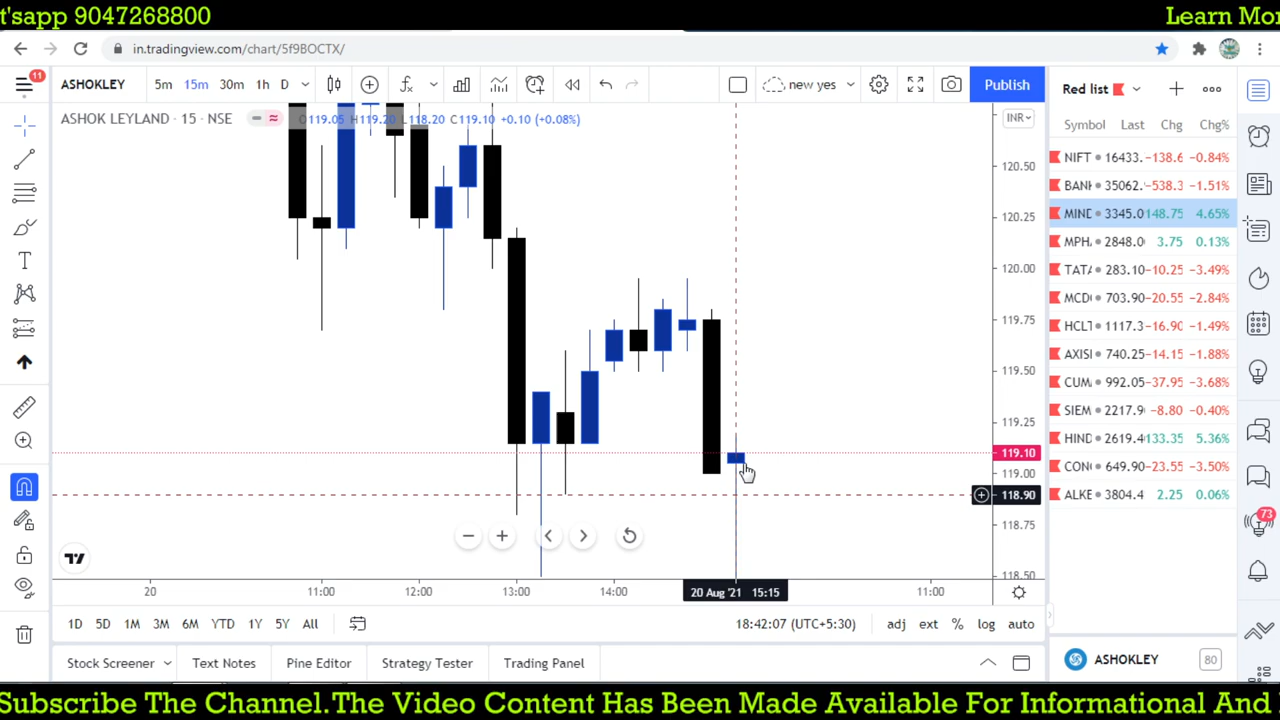 t'sapp 9047268800
Learn Mor
in.tradingview.com/chart/5f9BOCTX/
11
ASHOKLEY
5m 15m 30m 1h D
new yes
Publish
Red list
ASHOK LEYLAND · 15 · NSE
O119.05 H119.20 L118.20 C119.10 +0.10 (+0.08%)
INR
Symbol Last Chg Chg%
NIFT 16433. -138.6 -0.84%
BANK 35062. -538.3 -1.51%
MIND 3345.0 148.75 4.65%
MPH 2848.0 3.75 0.13%
TATA 283.10 -10.25 -3.49%
MCD 703.90 -20.55 -2.84%
HCLT 1117.3 -16.90 -1.49%
AXISI 740.25 -14.15 -1.88%
CUM 992.05 -37.95 -3.68%
SIEM 2217.9 -8.80 -0.40%
HIND 2619.4 133.35 5.36%
CON 649.90 -23.55 -3.50%
ALKE 3804.4 2.25 0.06%
120.50
120.25
120.00
119.75
119.50
119.25
119.10
119.00
118.90
118.75
118.50
73
20 11:00 12:00 13:00 14:00 20 Aug '21 15:15 11:00
1D 5D 1M 3M 6M YTD 1Y 5Y All
18:42:07 (UTC+5:30)
adj ext % log auto
Stock Screener Text Notes Pine Editor Strategy Tester Trading Panel
ASHOKLEY 80
Subscribe The Channel.The Video Content Has Been Made Available For Informational And